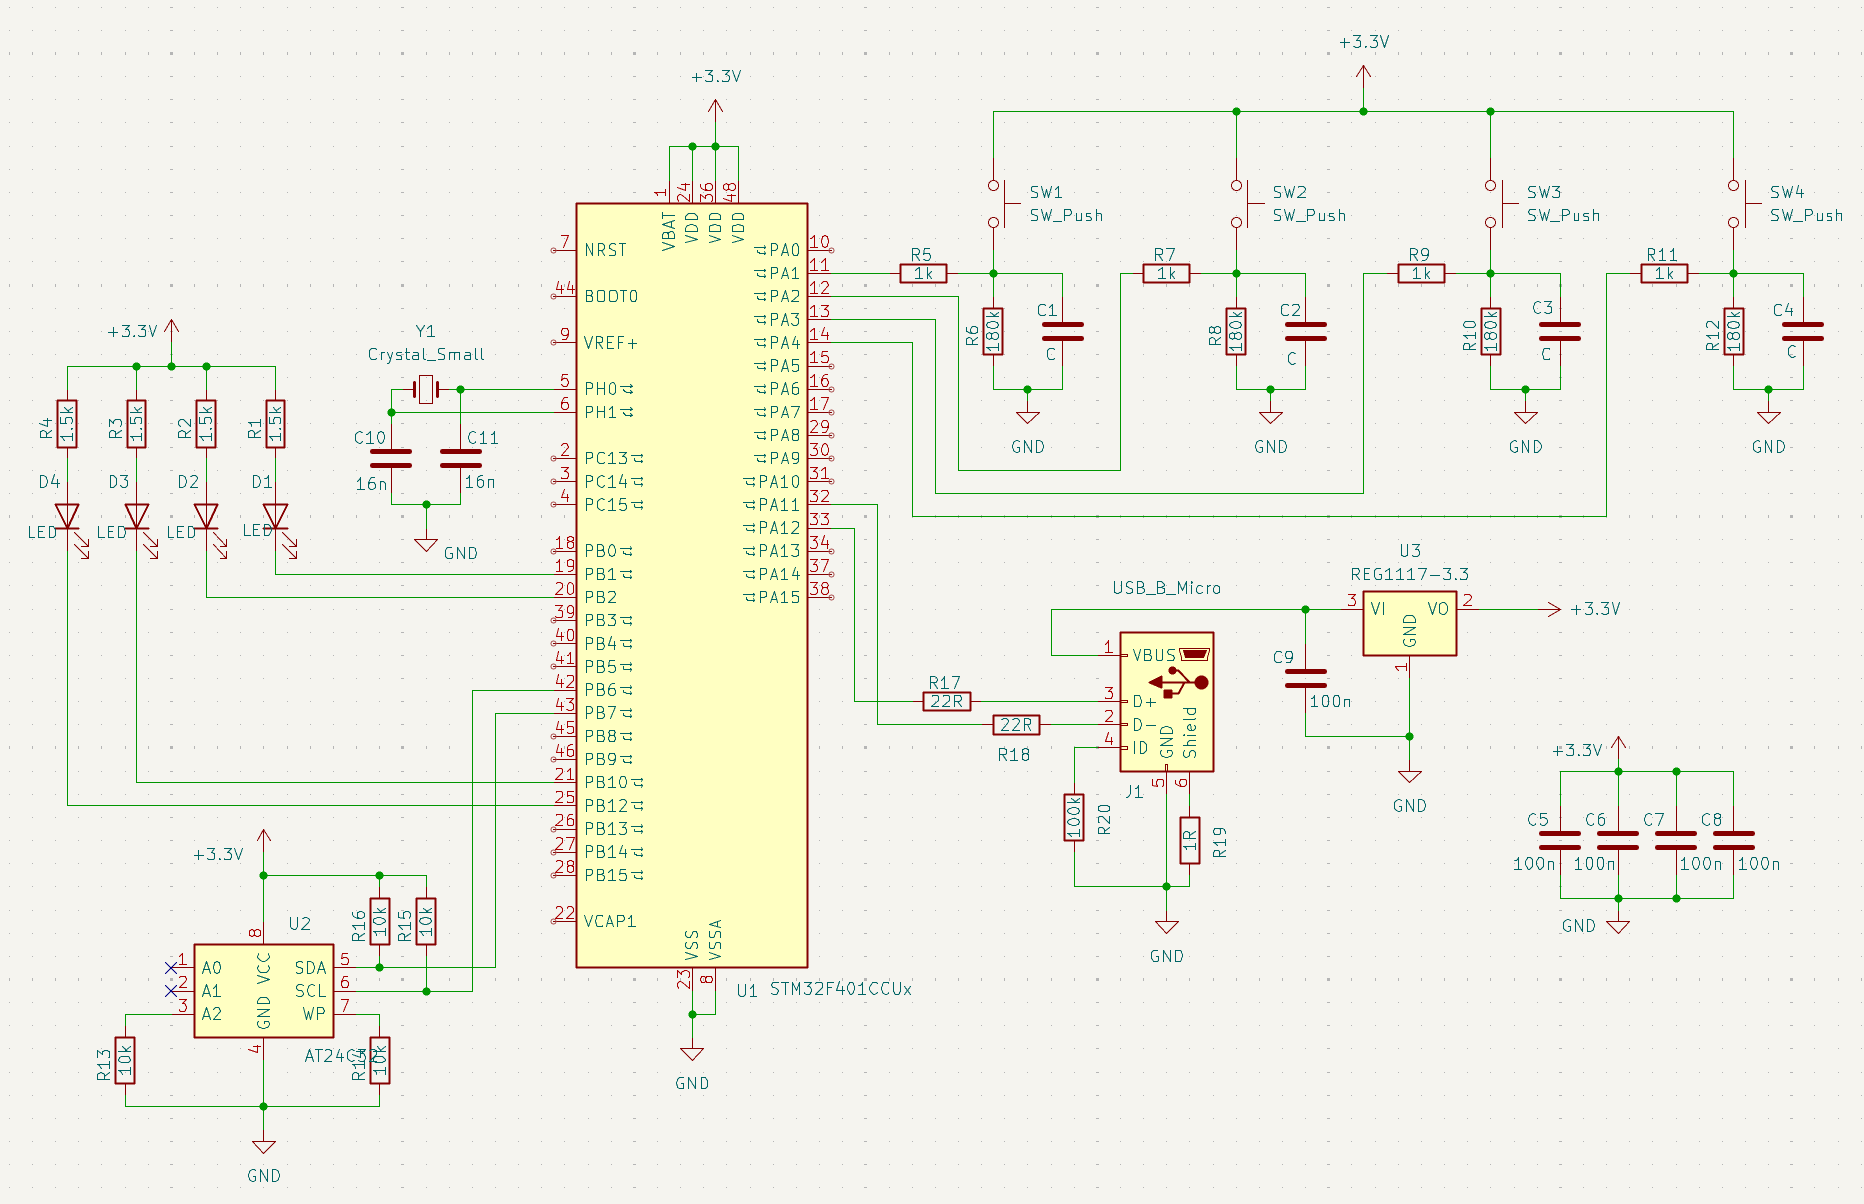 +3.3V
+3.3V
1
24
36
48
VBAT
VDD
VDD
VDD
7
NRST
44
BOOT0
9
VREF+
5
PH0
6
PH1
2
PC13
3
PC14
4
PC15
18
PB0
19
PB1
20
PB2
39
PB3
40
PB4
41
PB5
42
PB6
43
PB7
45
PB8
46
PB9
21
PB10
25
PB12
26
PB13
27
PB14
28
PB15
22
VCAP1
PA0
10
PA1
11
PA2
12
PA3
13
PA4
14
PA5
15
PA6
16
PA7
17
PA8
29
PA9
30
PA10
31
PA11
32
PA12
33
PA13
34
PA14
37
PA15
38
VSS
VSSA
23
8
U1
STM32F401CCUx
GND
SW1
SW_Push
SW2
SW_Push
SW3
SW_Push
SW4
SW_Push
R5
1k
R6
180k
C1
C
GND
R7
1k
R8
180k
C2
C
GND
R9
1k
R10
180k
C3
C
GND
R11
1k
R12
180k
C4
C
GND
+3.3V
R4
1.5k
R3
1.5k
R2
1.5k
R1
1.5k
D4
LED
D3
LED
D2
LED
D1
LED
Y1
Crystal_Small
C10
16n
C11
16n
GND
USB_B_Micro
1
VBUS
3
D+
2
D-
4
ID
GND
Shield
5
6
J1
R17
22R
22R
R18
100k
R20
1R
R19
GND
U3
REG1117-3.3
3
VI
VO
2
GND
1
+3.3V
C9
100n
GND
+3.3V
C5
100n
C6
100n
C7
100n
C8
100n
GND
+3.3V
R16
10k
R15
10k
U2
8
VCC
1
A0
2
A1
3
A2
SDA
5
SCL
6
WP
7
GND
4
AT24C32
R13
10k
R14
10k
GND